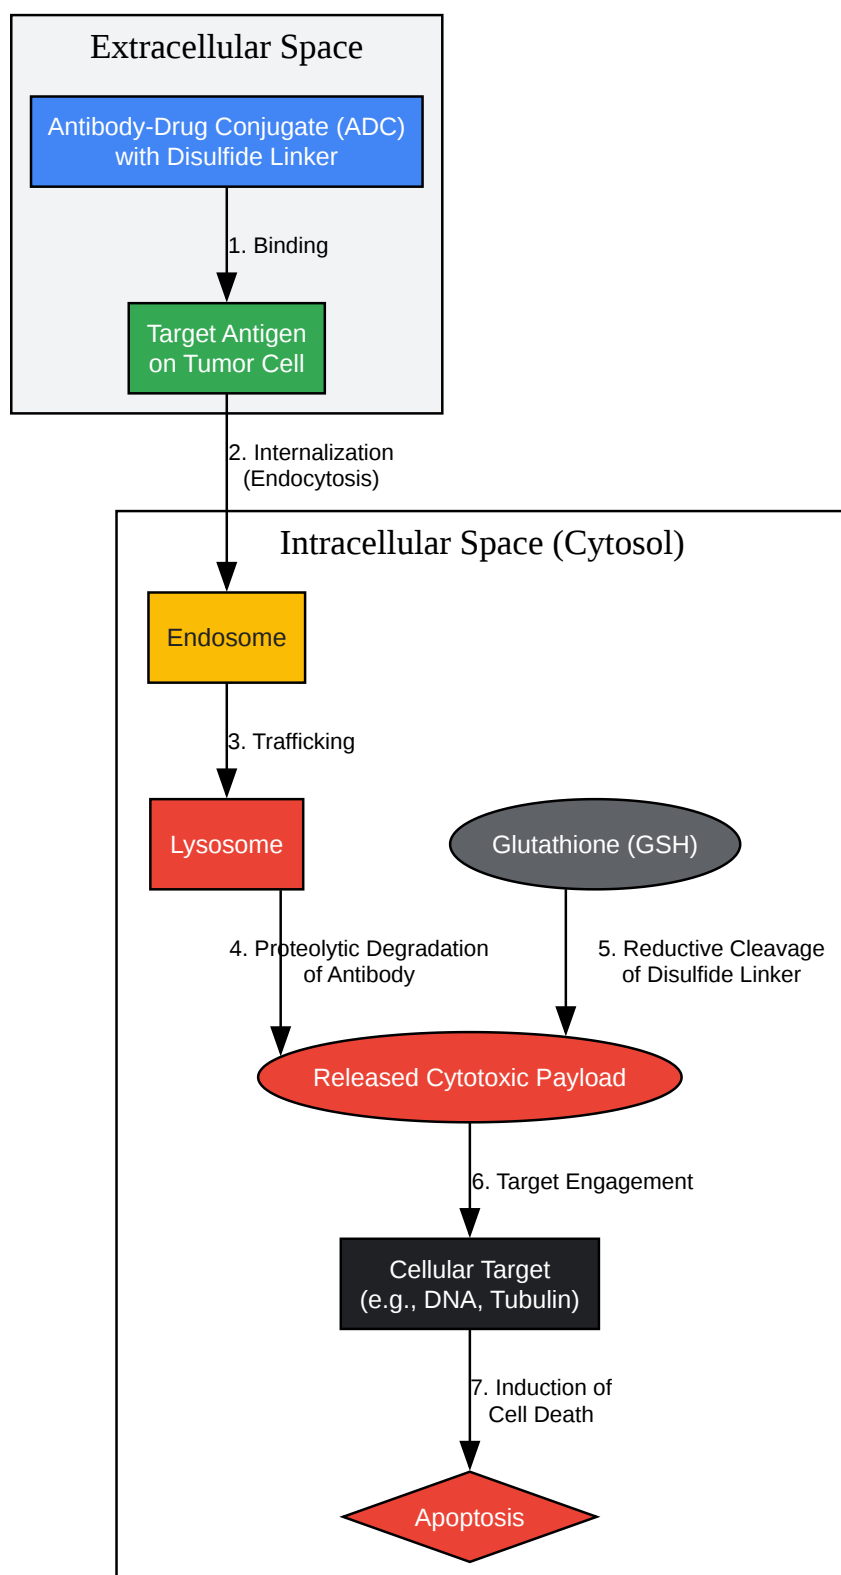 Extracellular Space
Antibody-Drug Conjugate (ADC)
with Disulfide Linker
1. Binding
Target Antigen
on Tumor Cell
2. Internalization
(Endocytosis)
Intracellular Space (Cytosol)
Endosome
3. Trafficking
Lysosome
Glutathione (GSH)
4. Proteolytic Degradation
of Antibody
5. Reductive Cleavage
of Disulfide Linker
Released Cytotoxic Payload
6. Target Engagement
Cellular Target
(e.g., DNA, Tubulin)
7. Induction of
Cell Death
Apoptosis